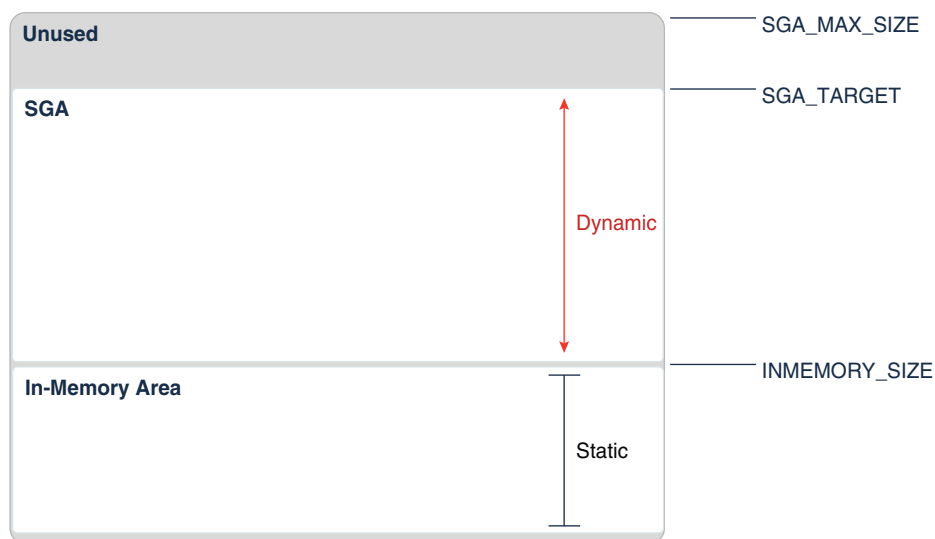 Unused
SGA_MAX_SIZE
SGA_TARGET
SGA
Dynamic
INMEMORY_SIZE
In-Memory Area
Static